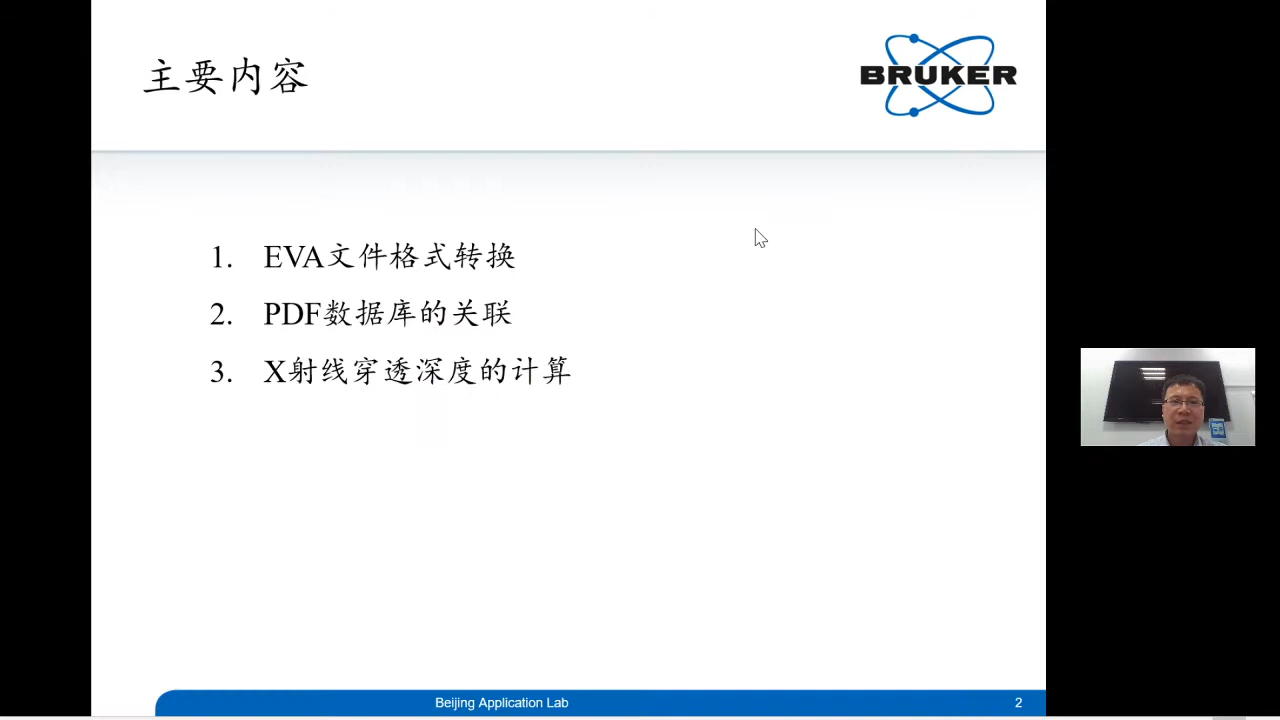 主要内容
BRUKER
1. EVA文件格式转换
2. PDF数据库的关联
3. X射线穿透深度的计算
Beijing Application Lab
2